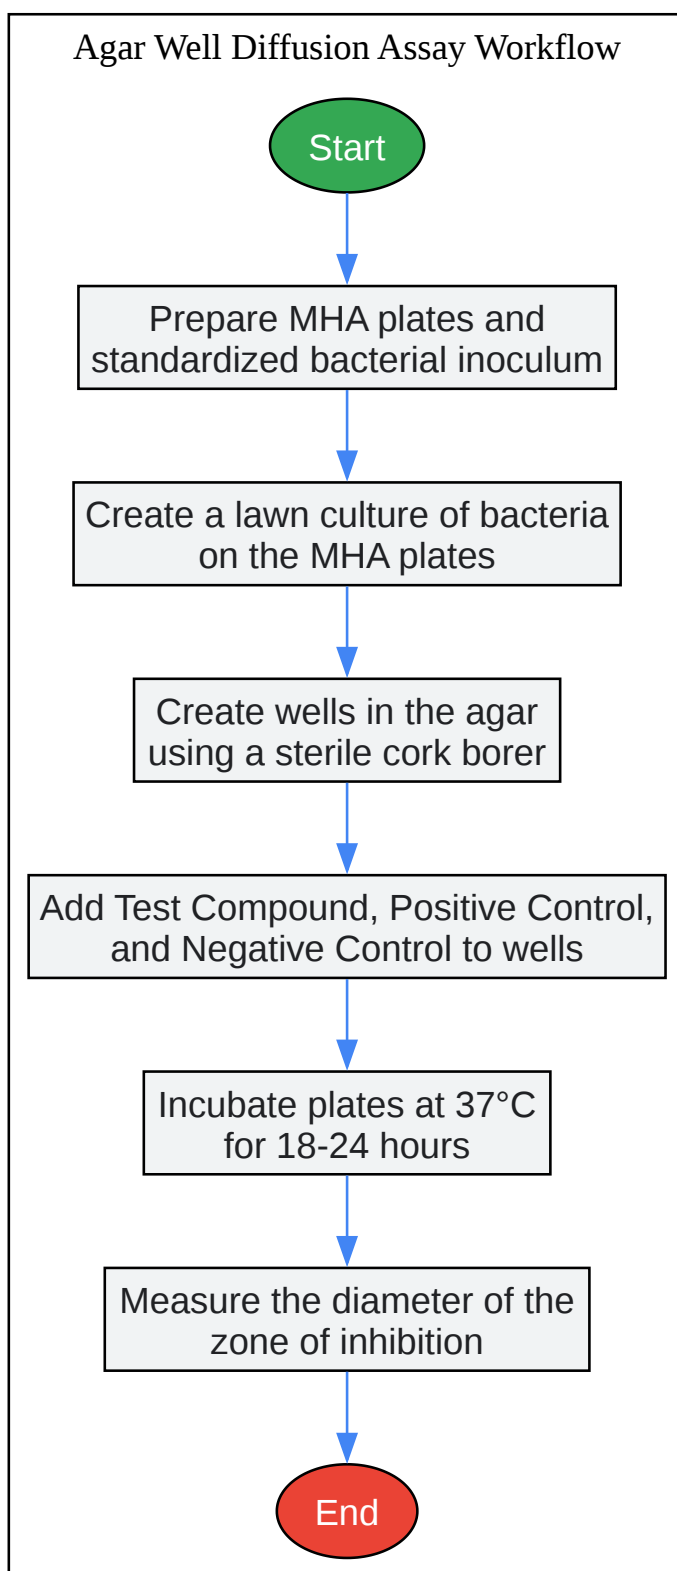 Agar Well Diffusion Assay Workflow
Start
Prepare MHA plates and
standardized bacterial inoculum
Create a lawn culture of bacteria
on the MHA plates
Create wells in the agar
using a sterile cork borer
Add Test Compound, Positive Control,
and Negative Control to wells
Incubate plates at 37°C
for 18-24 hours
Measure the diameter of the
zone of inhibition
End